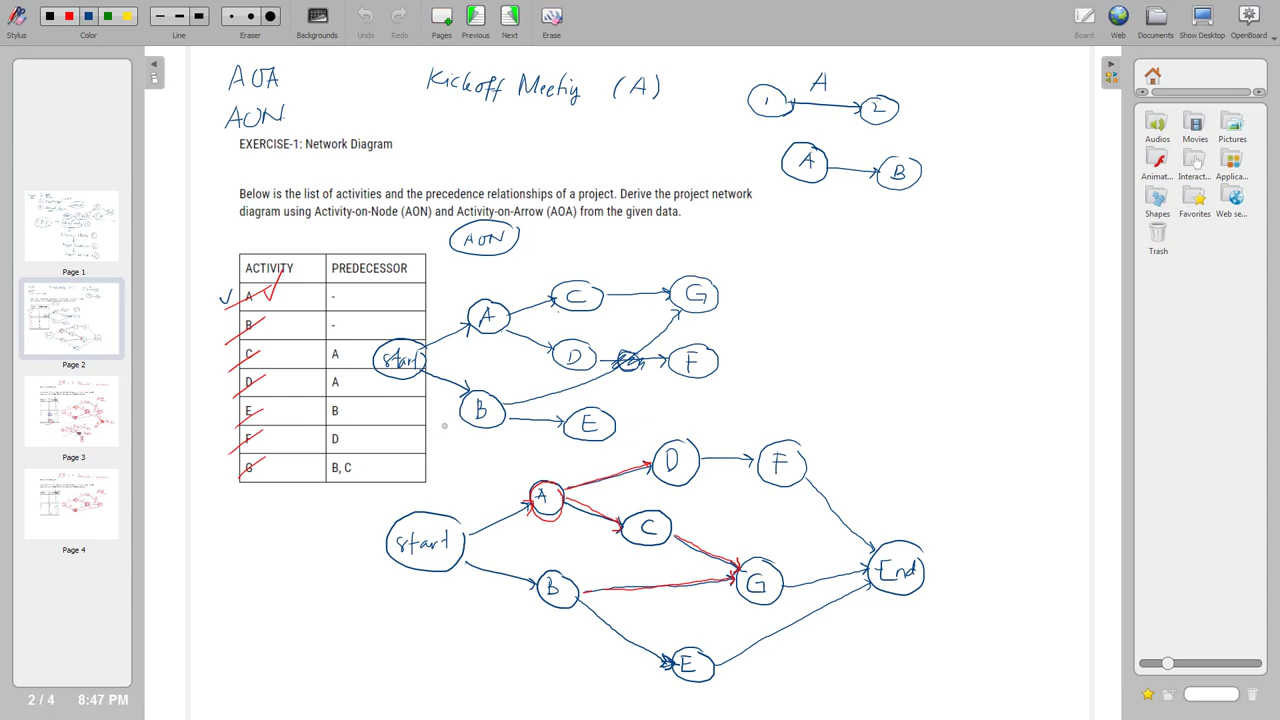 Stylus
Color
Line
Eraser
Backgrounds
Undo
Redo
Pages
Previous
Next
Erase
Board
Web
Documents
Show Desktop
OpenBoard
AOA
AON
Kickoff Meetig (A)
1 A 2
A B
EXERCISE-1: Network Diagram
Below is the list of activities and the precedence relationships of a project. Derive the project network
diagram using Activity-on-Node (AON) and Activity-on-Arrow (AOA) from the given data.
AON
ACTIVITY PREDECESSOR
A -
B -
C A
D A
E B
F D
G B, C
start A C G
D F
B E
start A D F
C
B G End
E
Page 1
Page 2
Page 3
Page 4
Audios Movies Pictures
Animat... Interact... Applica...
Shapes Favorites Web se...
Trash
2 / 4 8:47 PM